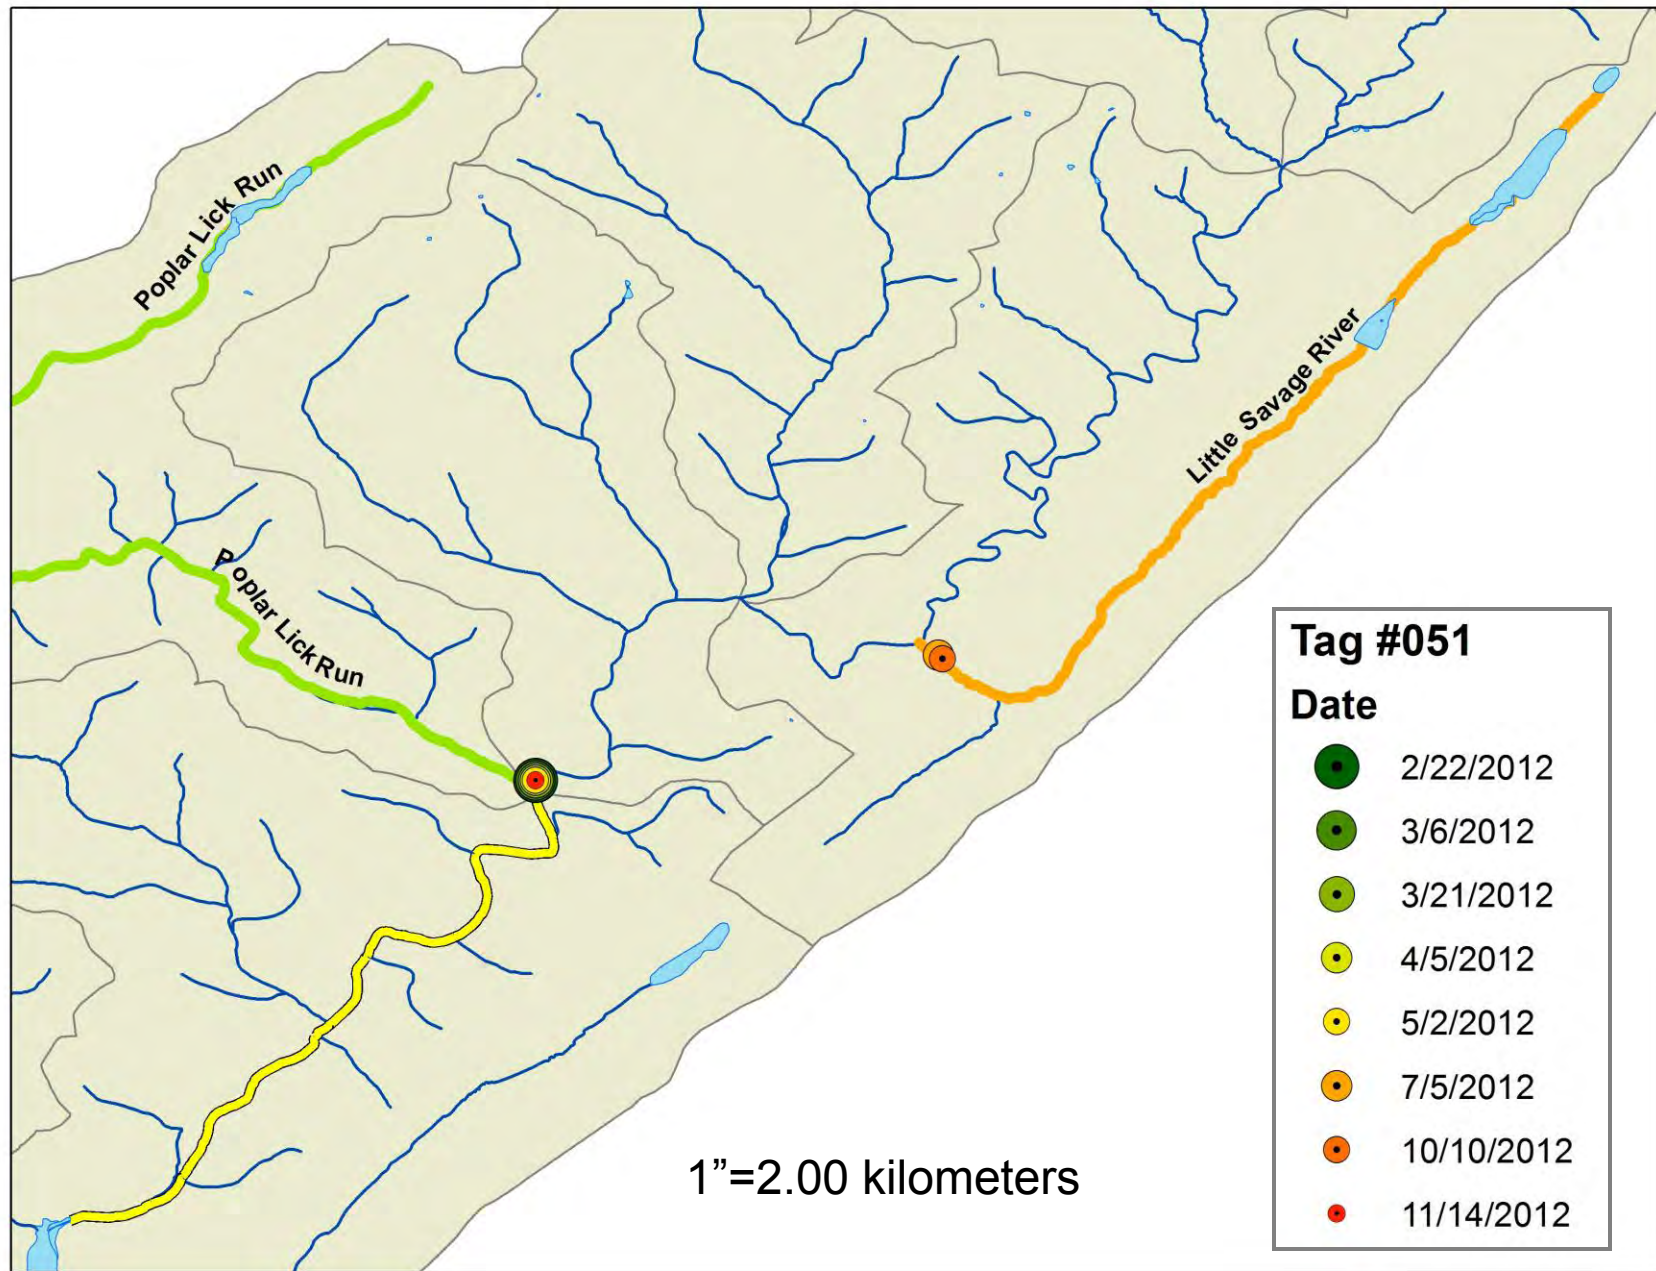 Poplar Lick Run
Little Savage River
Poplar Lick Run
Tag #051
Date
2/22/2012
3/6/2012
3/21/2012
4/5/2012
5/2/2012
7/5/2012
10/10/2012
11/14/2012
1”=2.00 kilometers